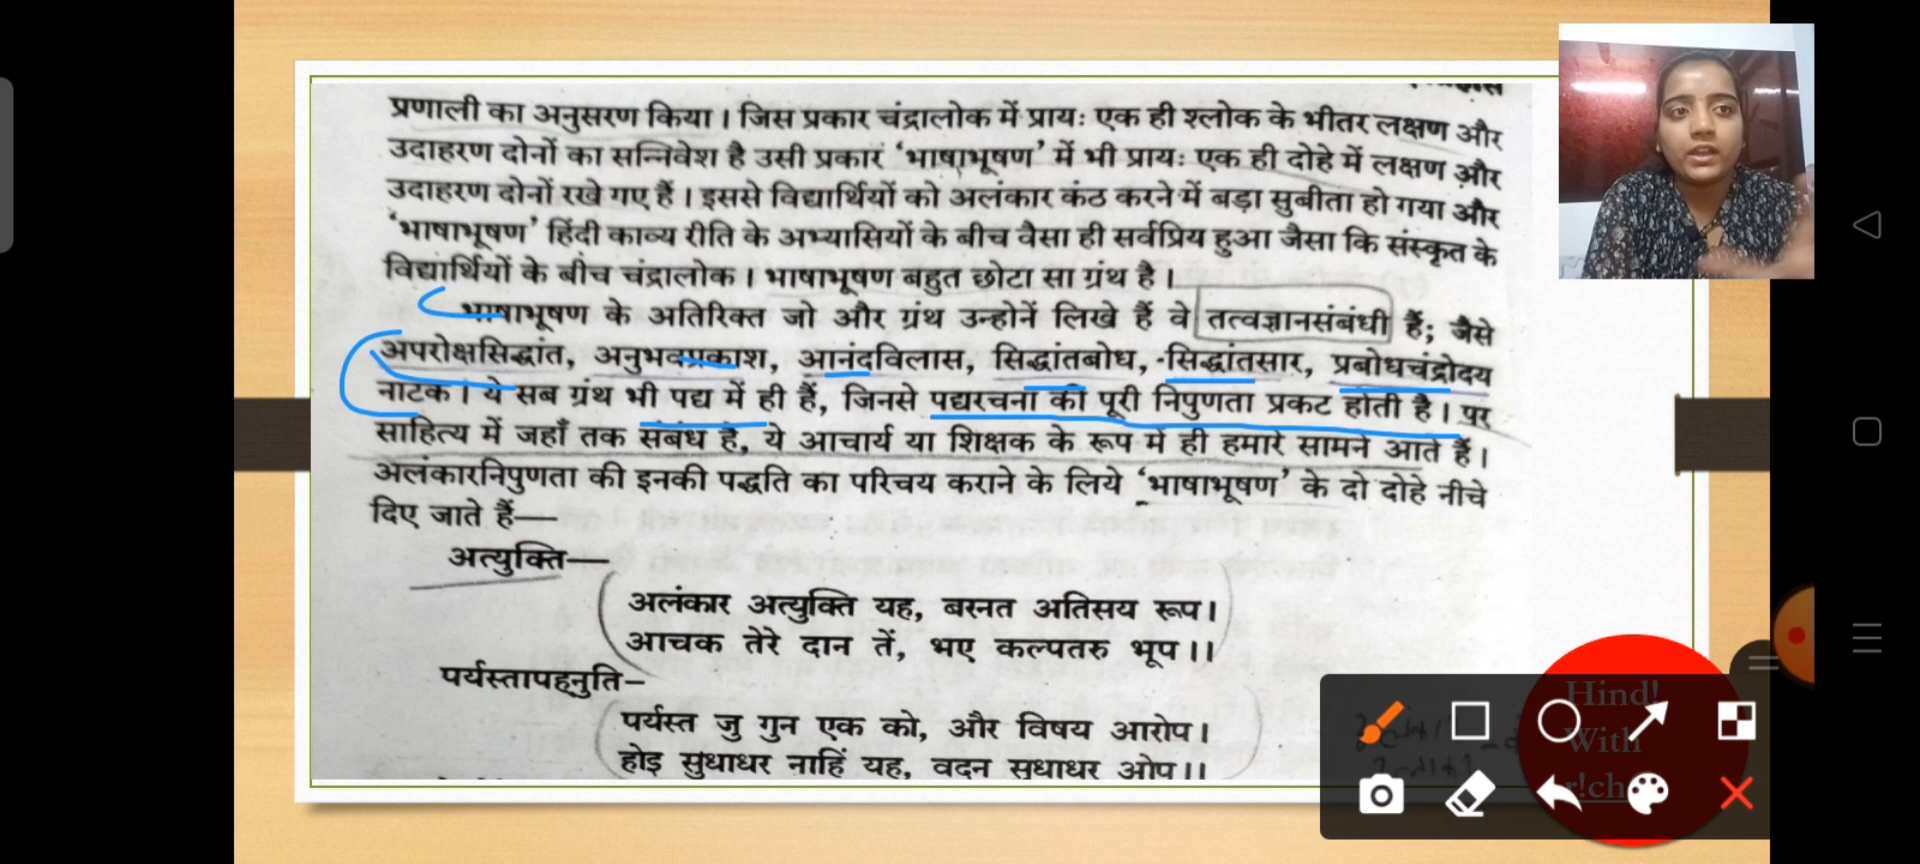 प्रणाली का अनुसरण किया। जिस प्रकार चंद्रालोक में प्रायः एक ही श्लोक के भीतर लक्षण और
उदाहरण दोनों का सन्निवेश है उसी प्रकार 'भाषाभूषण' में भी प्रायः एक ही दोहे में लक्षण और
उदाहरण दोनों रखे गए हैं। इससे विद्यार्थियों को अलंकार कंठ करने में बड़ा सुबीता हो गया और
'भाषाभूषण' हिंदी काव्य रीति के अभ्यासियों के बीच वैसा ही सर्वप्रिय हुआ जैसा कि संस्कृत के
विद्यार्थियों के बीच चंद्रालोक। भाषाभूषण बहुत छोटा सा ग्रंथ है।
भाषाभूषण के अतिरिक्त जो और ग्रंथ उन्होनें लिखे हैं वे तत्वज्ञानसंबंधी हैं; जैसे
अपरोक्षसिद्धांत, अनुभवप्रकाश, आनंदविलास, सिद्धांतबोध, -सिद्धांतसार, प्रबोधचंद्रोदय
नाटक। ये सब ग्रंथ भी पद्य में ही हैं, जिनसे पद्यरचना की पूरी निपुणता प्रकट होती है। पर
साहित्य में जहाँ तक संबंध है, ये आचार्य या शिक्षक के रूप में ही हमारे सामने आते हैं।
अलंकारनिपुणता की इनकी पद्धति का परिचय कराने के लिये 'भाषाभूषण' के दो दोहे नीचे
दिए जाते हैं—
अत्युक्ति—
अलंकार अत्युक्ति यह, बरनत अतिसय रूप।
आचक तेरे दान तें, भए कल्पतरु भूप।।
पर्यस्तापह्नुति–
पर्यस्त जु गुन एक को, और विषय आरोप।
होइ सुधाधर नाहिं यह, वदन सुधाधर ओप।।
Hind!
With
r!ch